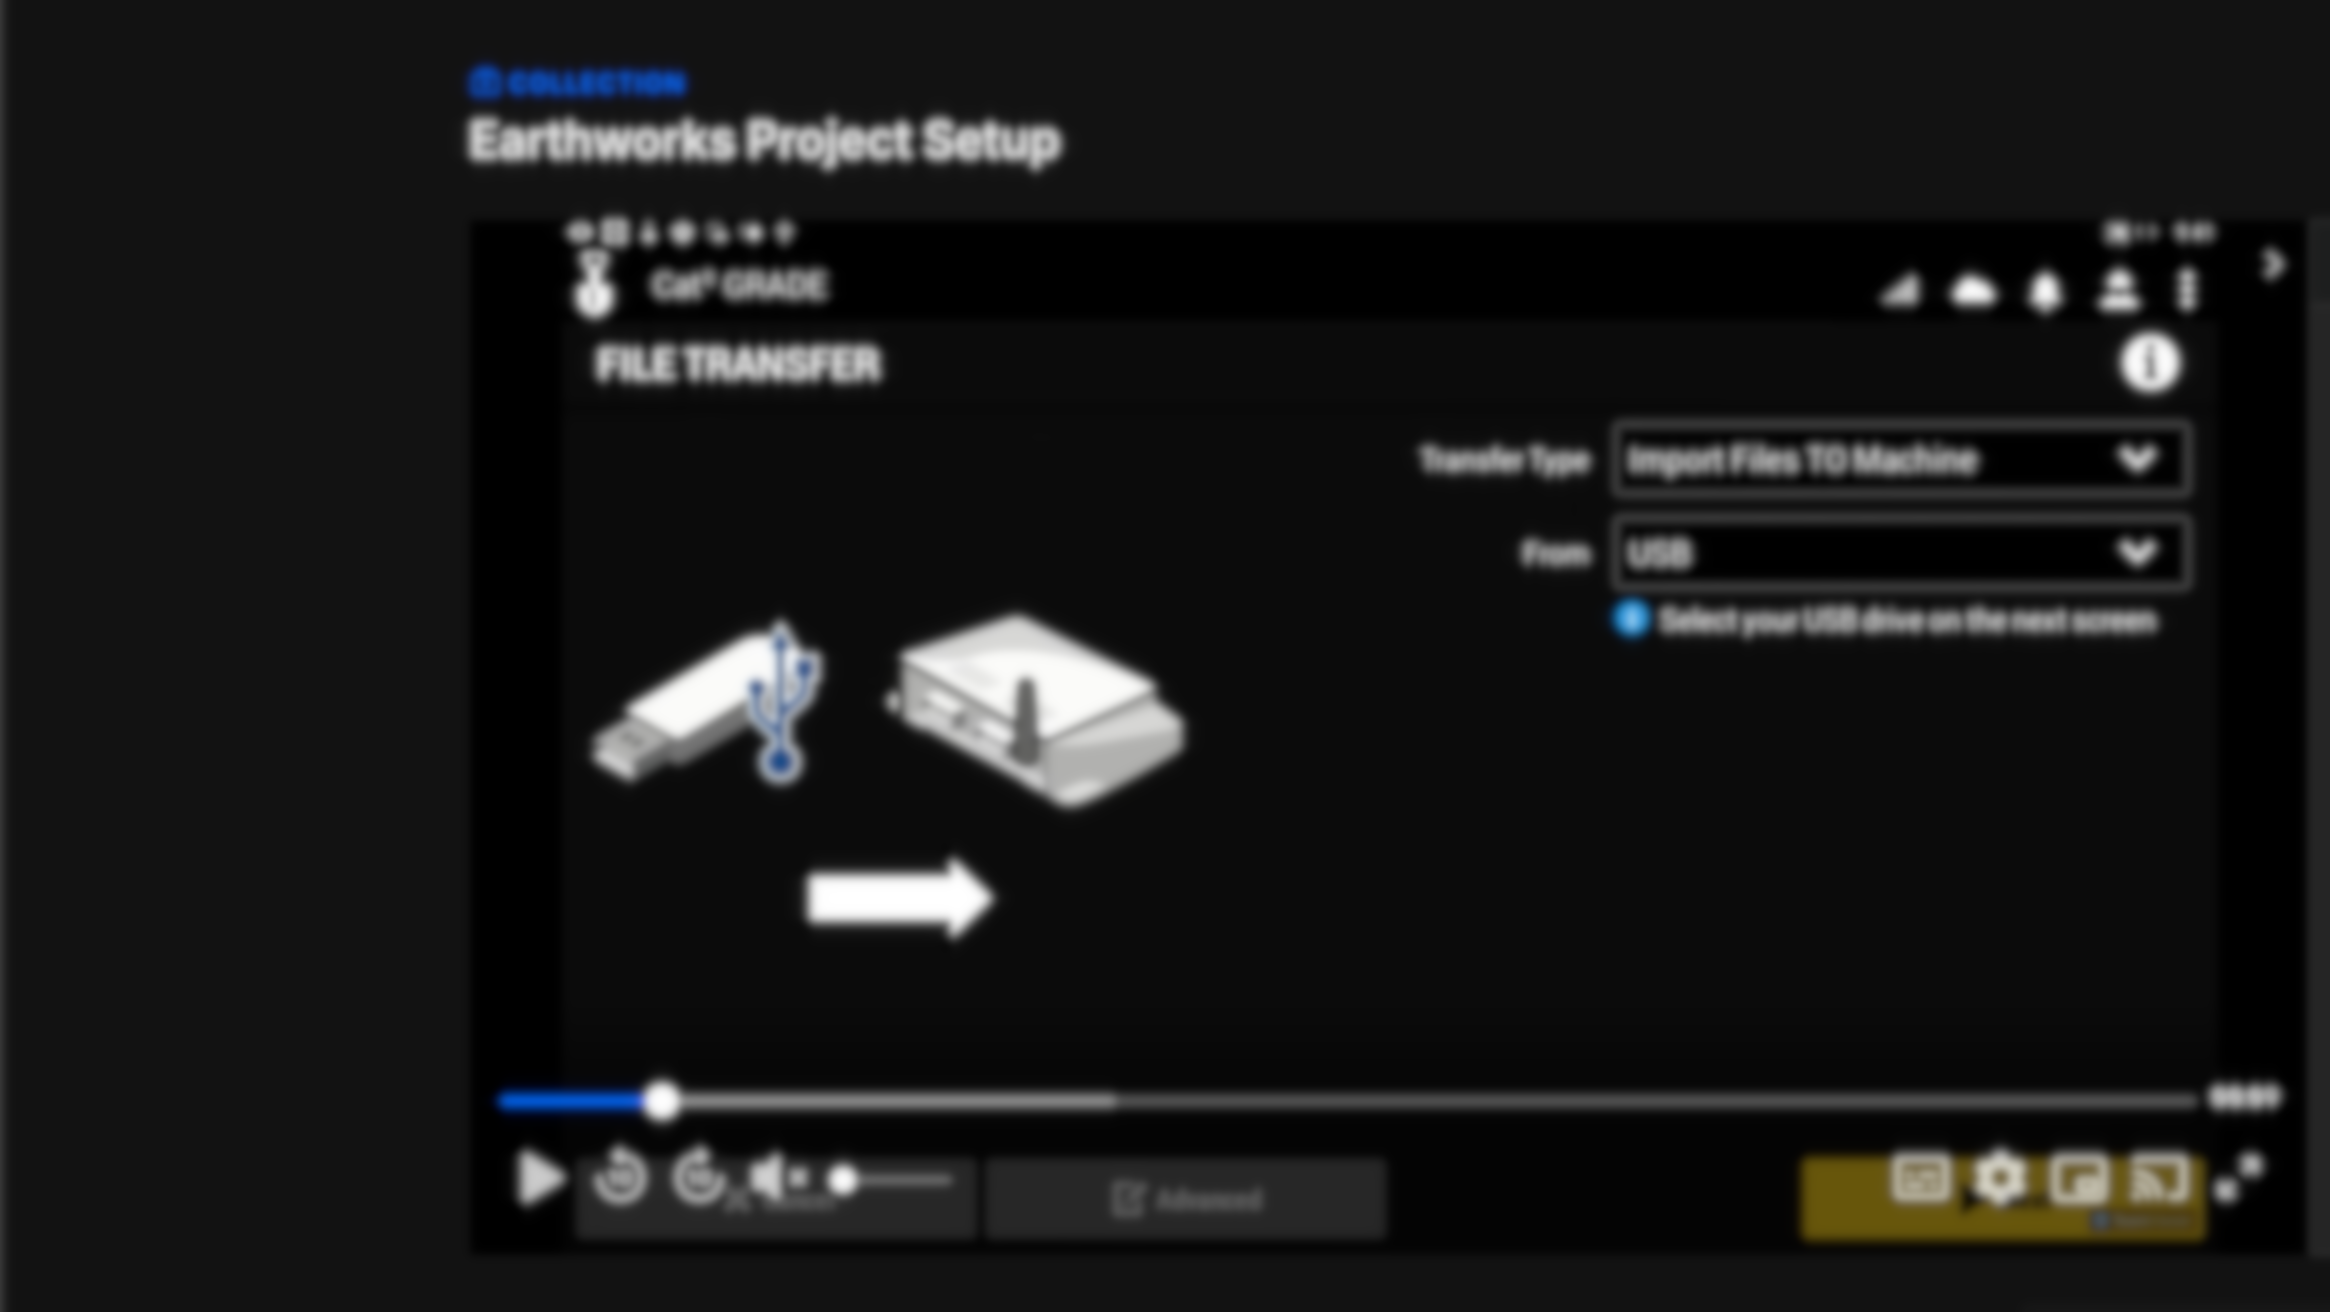 COLLECTION
Earthworks Project Setup
Cat® GRADE
FILE TRANSFER
Transfer Type
Import Files TO Machine
From
USB
Select your USB drive on the next screen
Advanced